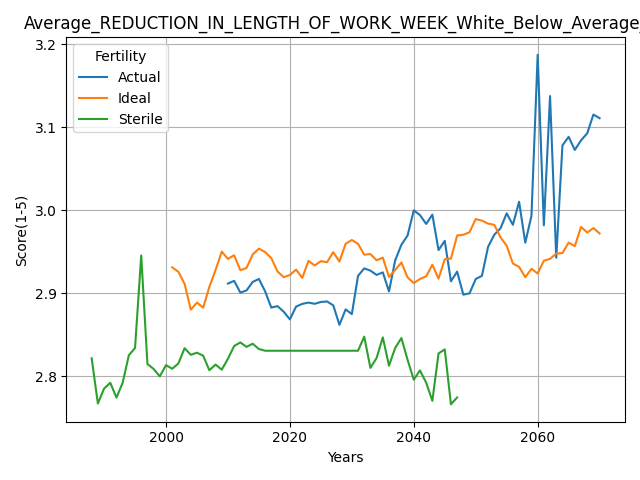 Average_REDUCTION_IN_LENGTH_OF_WORK_WEEK_White_Below_Average_
Fertility
Actual
Ideal
Sterile
3.2
3.1
3.0
2.9
2.8
Score(1-5)
2000 2020 2040 2060
Years